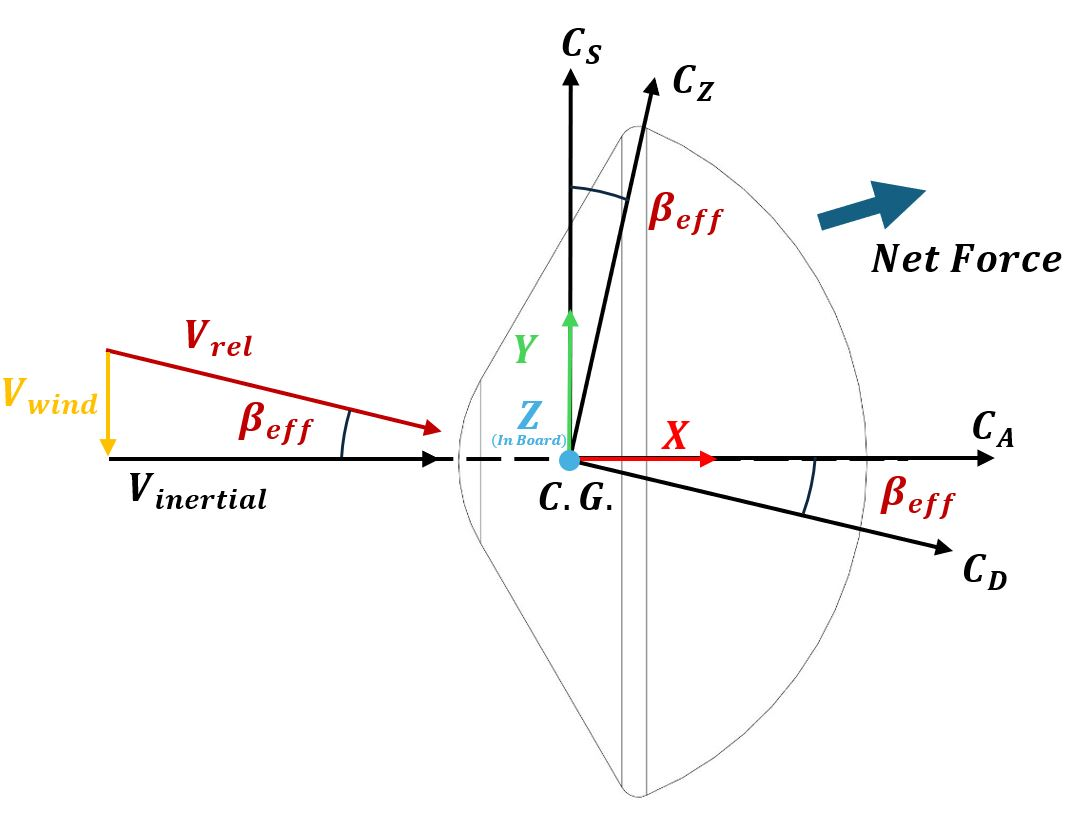 C_S
C_Z
β_eff
Net Force
V_rel
V_wind
β_eff
Y
Z
(In Board)
X
C_A
V_inertial
C.G.
β_eff
C_D